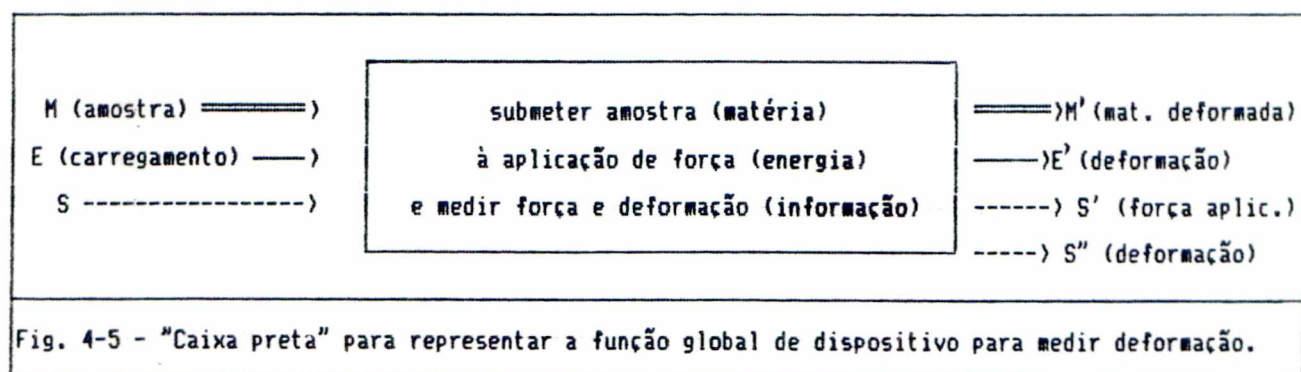 M (amostra) ══════> submeter amostra (matéria) ═════>M' (mat. deformada)
E (carregamento) ——> à aplicação de força (energia) ————>E' (deformação)
S -----------------> e medir força e deformação (informação) ------> S' (força aplic.)
-----> S" (deformação)
Fig. 4-5 - "Caixa preta" para representar a função global de dispositivo para medir deformação.